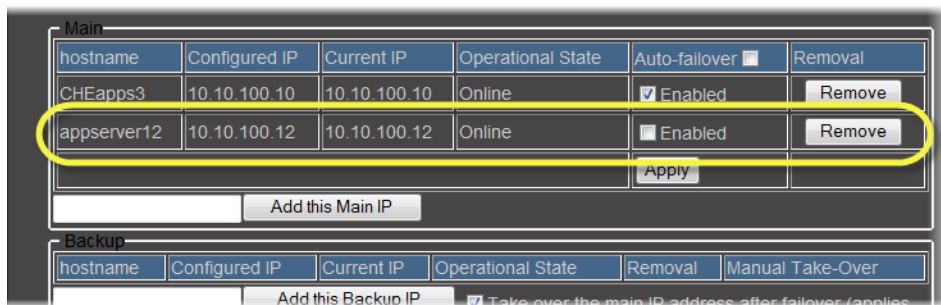 Main
hostname Configured IP Current IP Operational State Auto-failover Removal
CHEapps3 10.10.100.10 10.10.100.10 Online Enabled Remove
appserver12 10.10.100.12 10.10.100.12 Online Enabled Remove
Apply
Add this Main IP
Backup
hostname Configured IP Current IP Operational State Removal Manual Take-Over
Add this Backup IP Take over the main IP address after failover (applies